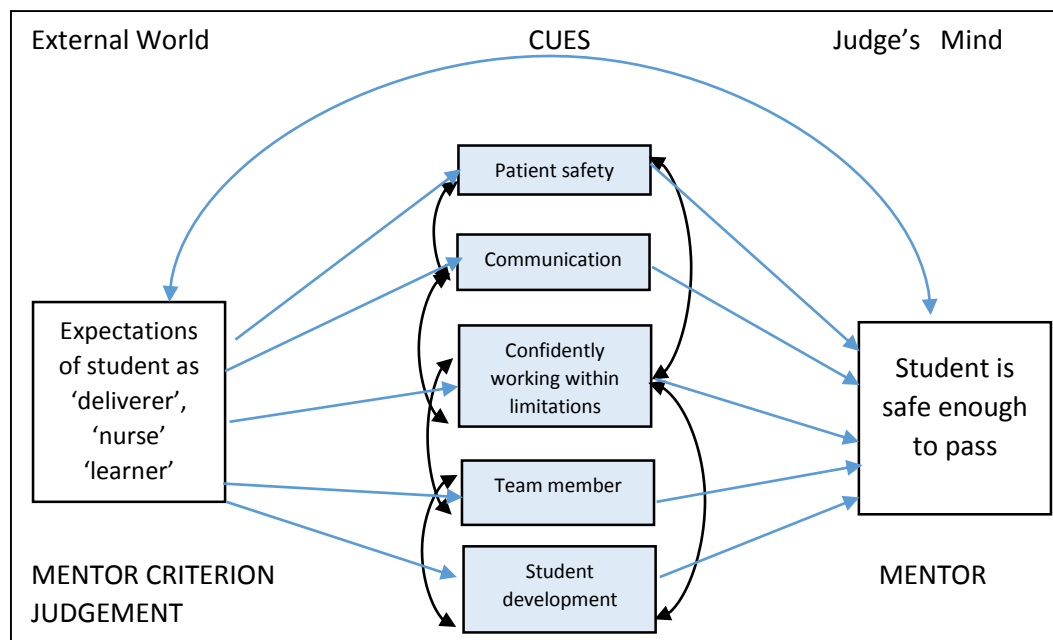 External World
CUES
Judge's Mind
Patient safety
Communication
Expectations
of student as
‘deliverer’,
‘nurse’
‘learner’
Confidently
working within
limitations
Student is
safe enough
to pass
Team member
Student
development
MENTOR CRITERION
JUDGEMENT
MENTOR